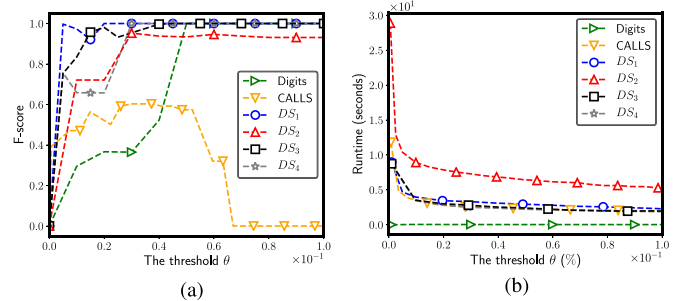 1.0
0.8
0.6
0.4
0.2
0.0
F-score
Digits
CALLS
DS₁
DS₂
DS₃
DS₄
0.0 0.2 0.4 0.6 0.8 1.0
×10⁻¹
The threshold θ
(a)
×10¹
3.0
2.5
2.0
1.5
1.0
0.5
0.0
Runtime (seconds)
Digits
CALLS
DS₁
DS₂
DS₃
DS₄
0.0 0.2 0.4 0.6 0.8 1.0
×10⁻¹
The threshold θ (%)
(b)